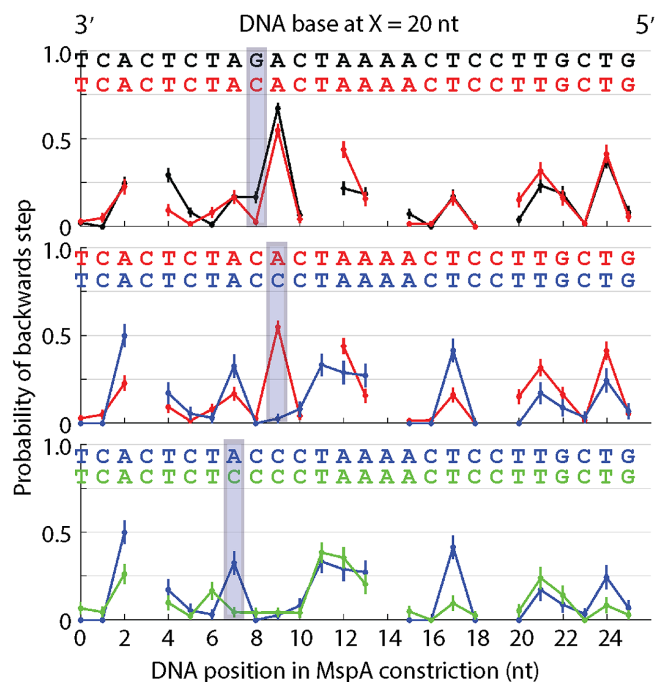 3′ DNA base at X = 20 nt 5′
Probability of backwards step
1.0
TCACTCTAGACTAAAACTCCTTGCTG
TCACTCTACACTAAAACTCCTTGCTG
0.5
0
1.0
TCACTCTACACTAAAACTCCTTGCTG
TCACTCTACCCTAAAACTCCTTGCTG
0.5
0
1.0
TCACTCTACCCTAAAACTCCTTGCTG
TCACTCTCCCCTAAAACTCCTTGCTG
0.5
0
0 2 4 6 8 10 12 14 16 18 20 22 24
DNA position in MspA constriction (nt)